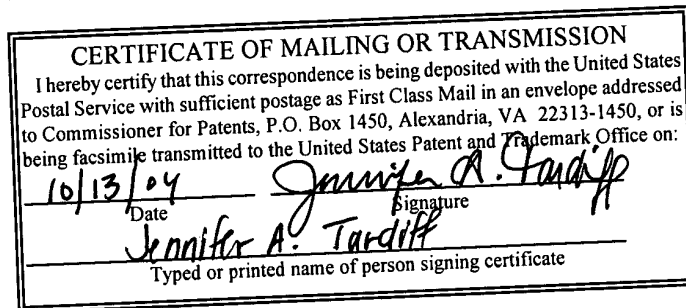 CERTIFICATE OF MAILING OR TRANSMISSION
I hereby certify that this correspondence is being deposited with the United States
Postal Service with sufficient postage as First Class Mail in an envelope addressed
to Commissioner for Patents, P.O. Box 1450, Alexandria, VA 22313-1450, or is
being facsimile transmitted to the United States Patent and Trademark Office on:
10/13/04 Jennifer A. Tardiff
Date Signature
Jennifer A. Tardiff
Typed or printed name of person signing certificate